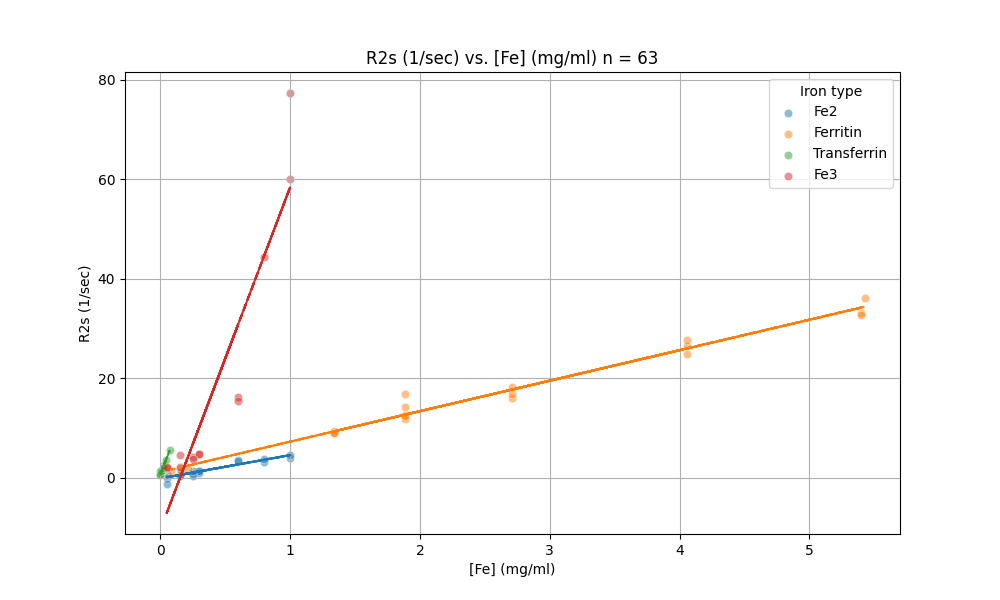 R2s (1/sec) vs. [Fe] (mg/ml) n = 63
Iron type
Fe2
Ferritin
Transferrin
Fe3
80
60
40
20
0
R2s (1/sec)
0 1 2 3 4 5
[Fe] (mg/ml)